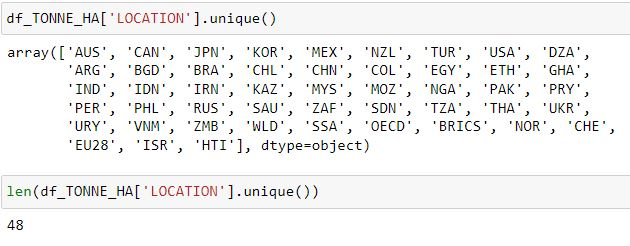 df_TONNE_HA['LOCATION'].unique()
array(['AUS', 'CAN', 'JPN', 'KOR', 'MEX', 'NZL', 'TUR', 'USA', 'DZA',
'ARG', 'BGD', 'BRA', 'CHL', 'CHN', 'COL', 'EGY', 'ETH', 'GHA',
'IND', 'IDN', 'IRN', 'KAZ', 'MYS', 'MOZ', 'NGA', 'PAK', 'PRY',
'PER', 'PHL', 'RUS', 'SAU', 'ZAF', 'SDN', 'TZA', 'THA', 'UKR',
'URY', 'VNM', 'ZMB', 'WLD', 'SSA', 'OECD', 'BRICS', 'NOR', 'CHE',
'EU28', 'ISR', 'HTI'], dtype=object)
len(df_TONNE_HA['LOCATION'].unique())
48